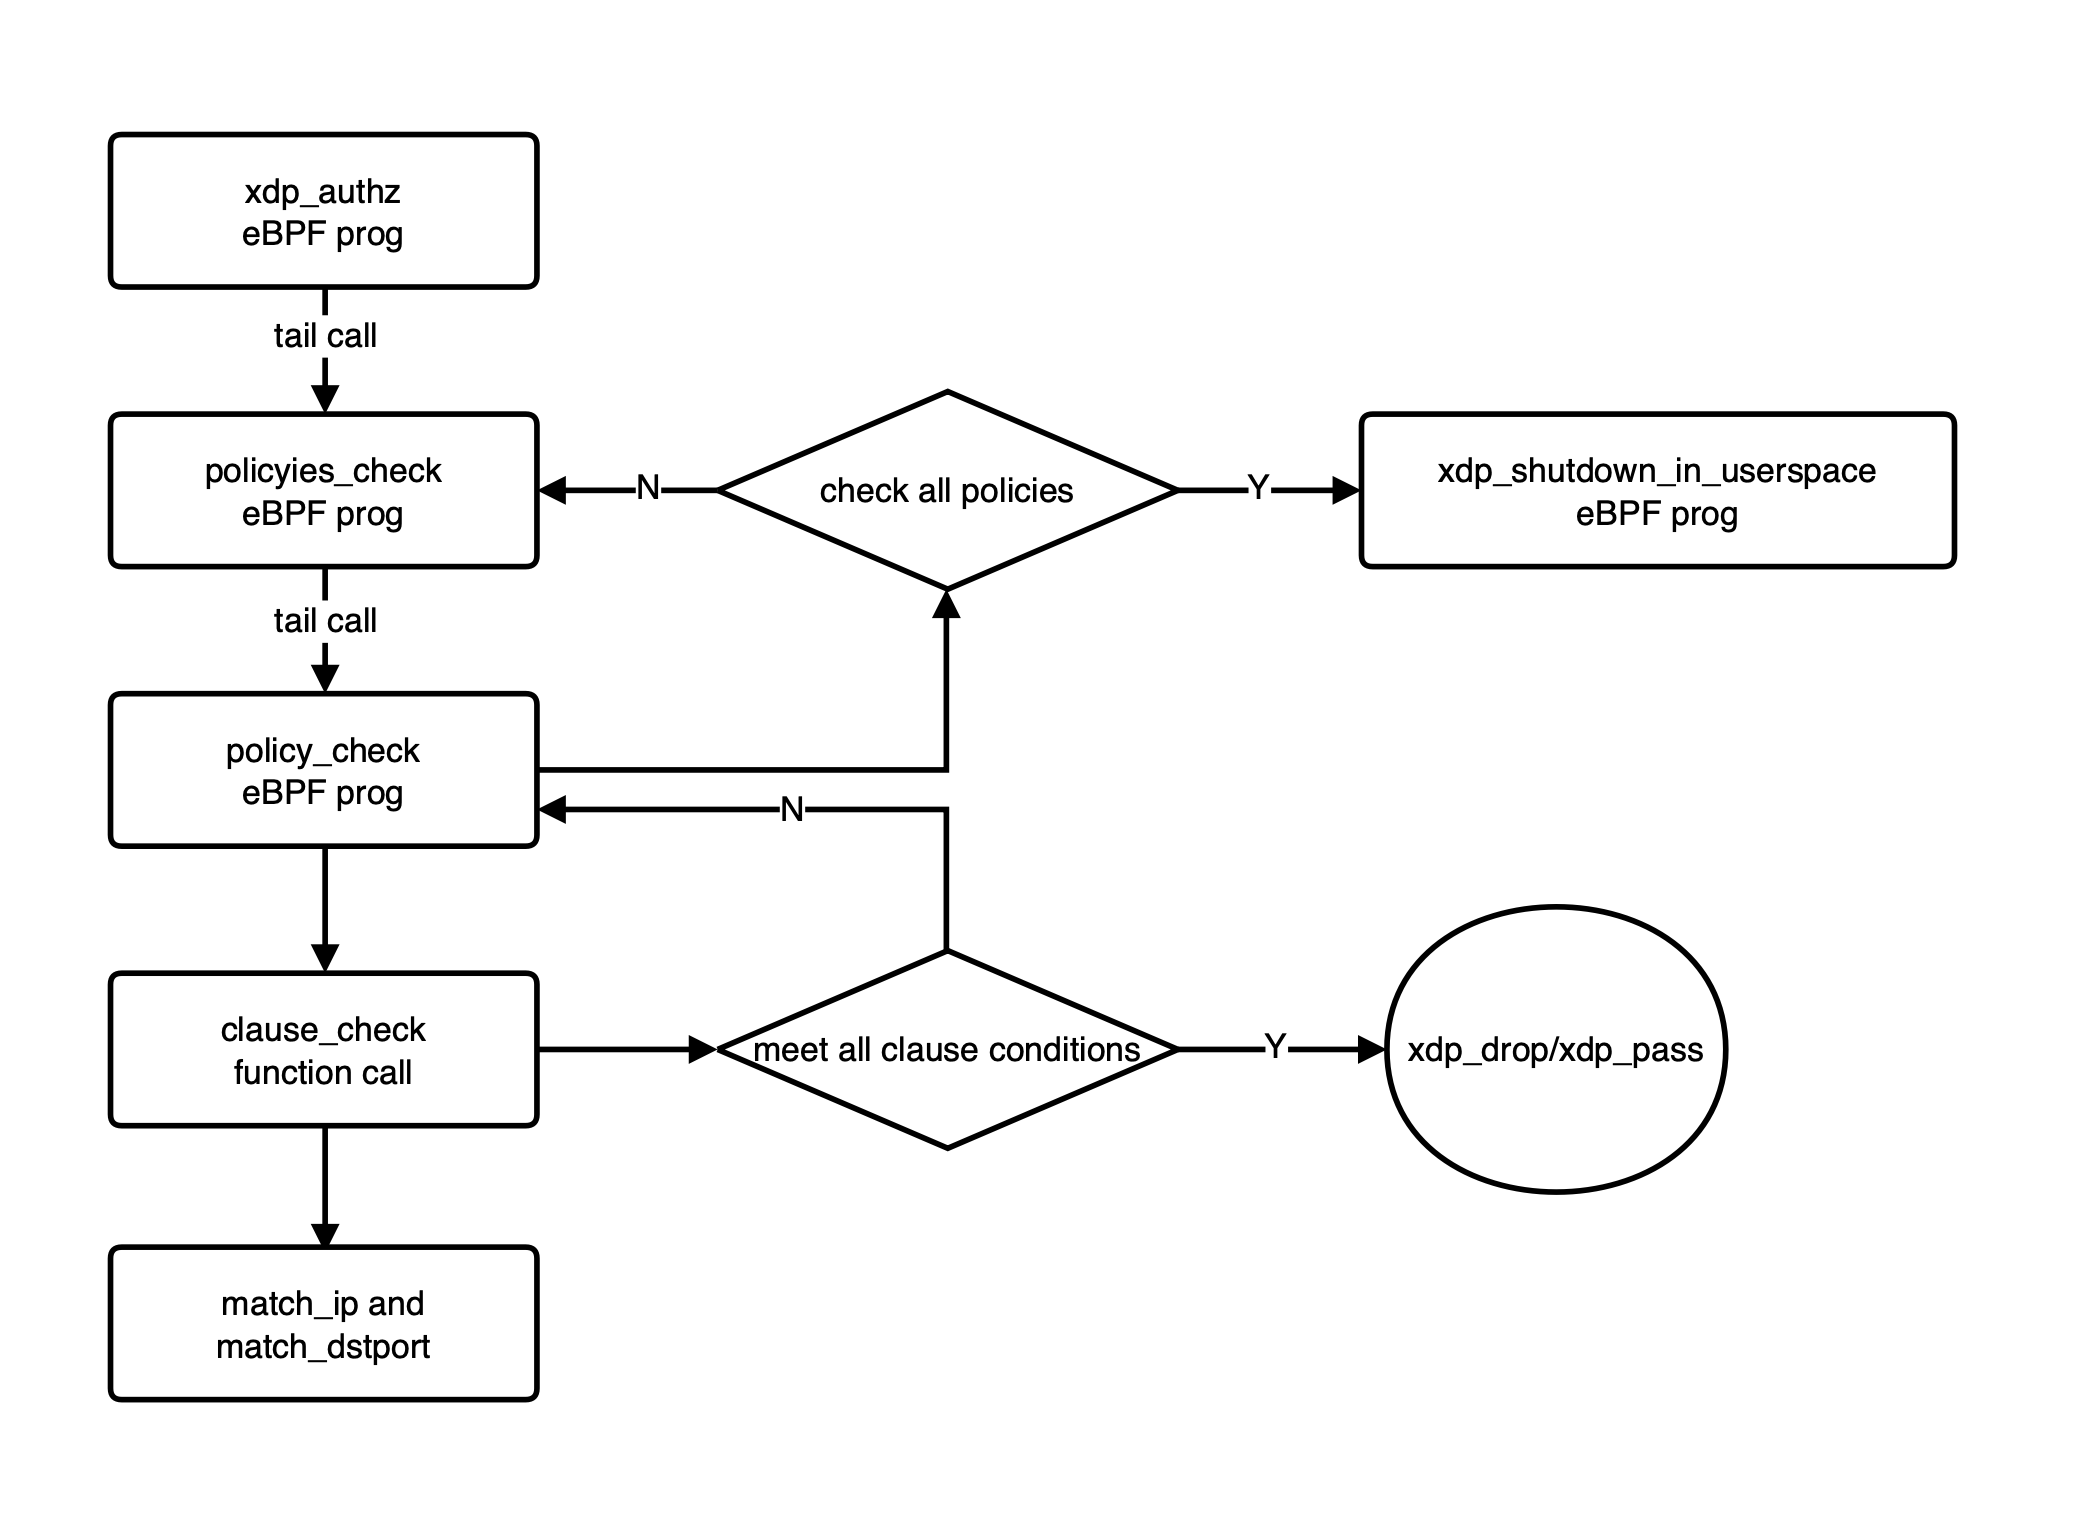 xdp_authz
eBPF prog
tail call
policyies_check
eBPF prog
N
check all policies
Y
xdp_shutdown_in_userspace
eBPF prog
tail call
policy_check
eBPF prog
N
clause_check
function call
meet all clause conditions
Y
xdp_drop/xdp_pass
match_ip and
match_dstport